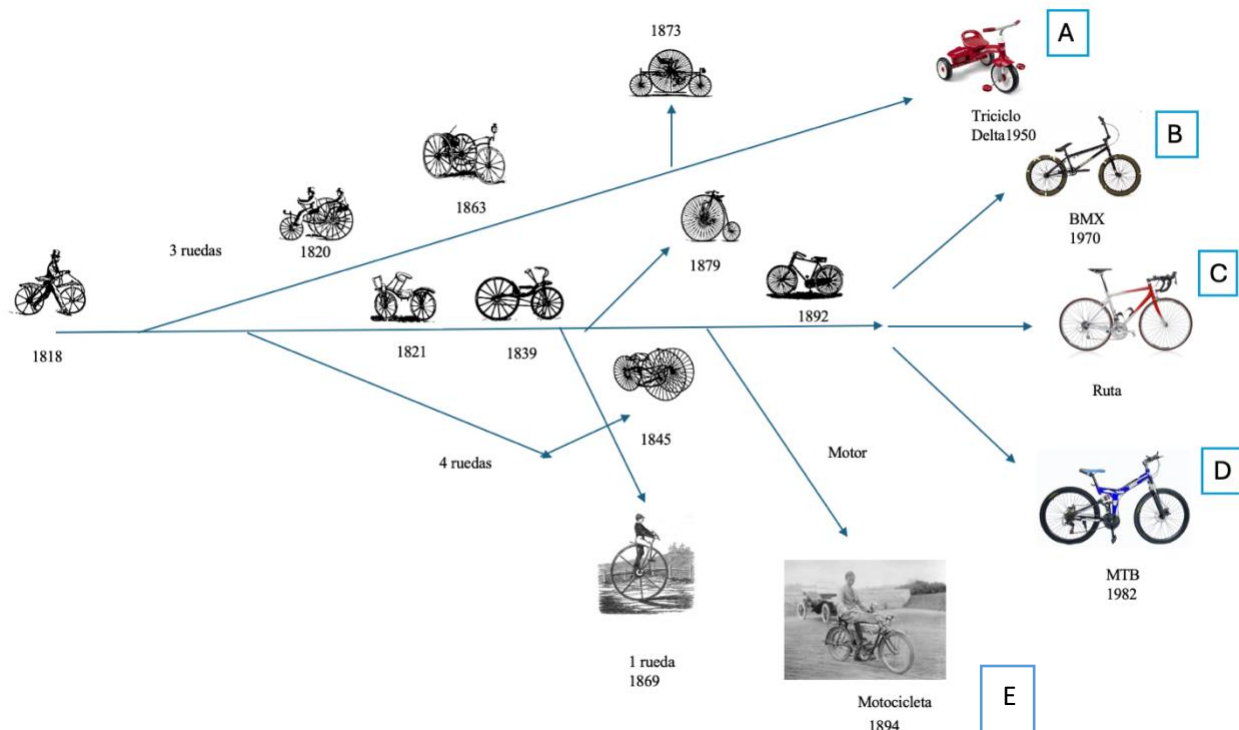 1873
A
Triciclo
Delta1950
B
BMX
1970
1863
3 ruedas
1820
1879
C
1818
1821
1839
1892
Ruta
1845
4 ruedas
Motor
D
MTB
1982
1 rueda
1869
Motocicleta
1894
E